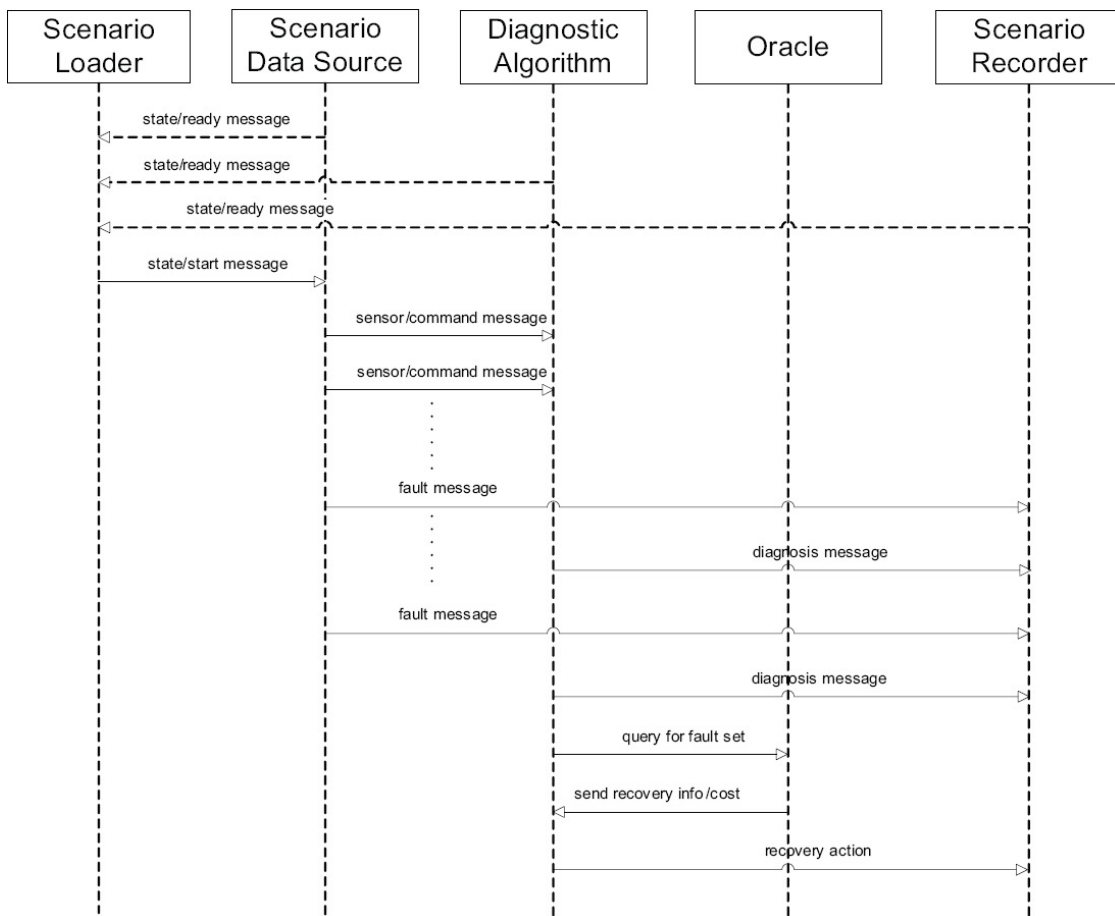 Scenario
Loader
Scenario
Data Source
Diagnostic
Algorithm
Oracle
Scenario
Recorder
state/ready message
state/ready message
state/ready message
state/start message
sensor/command message
sensor/command message
fault message
diagnosis message
fault message
diagnosis message
query for fault set
send recovery info/cost
recovery action